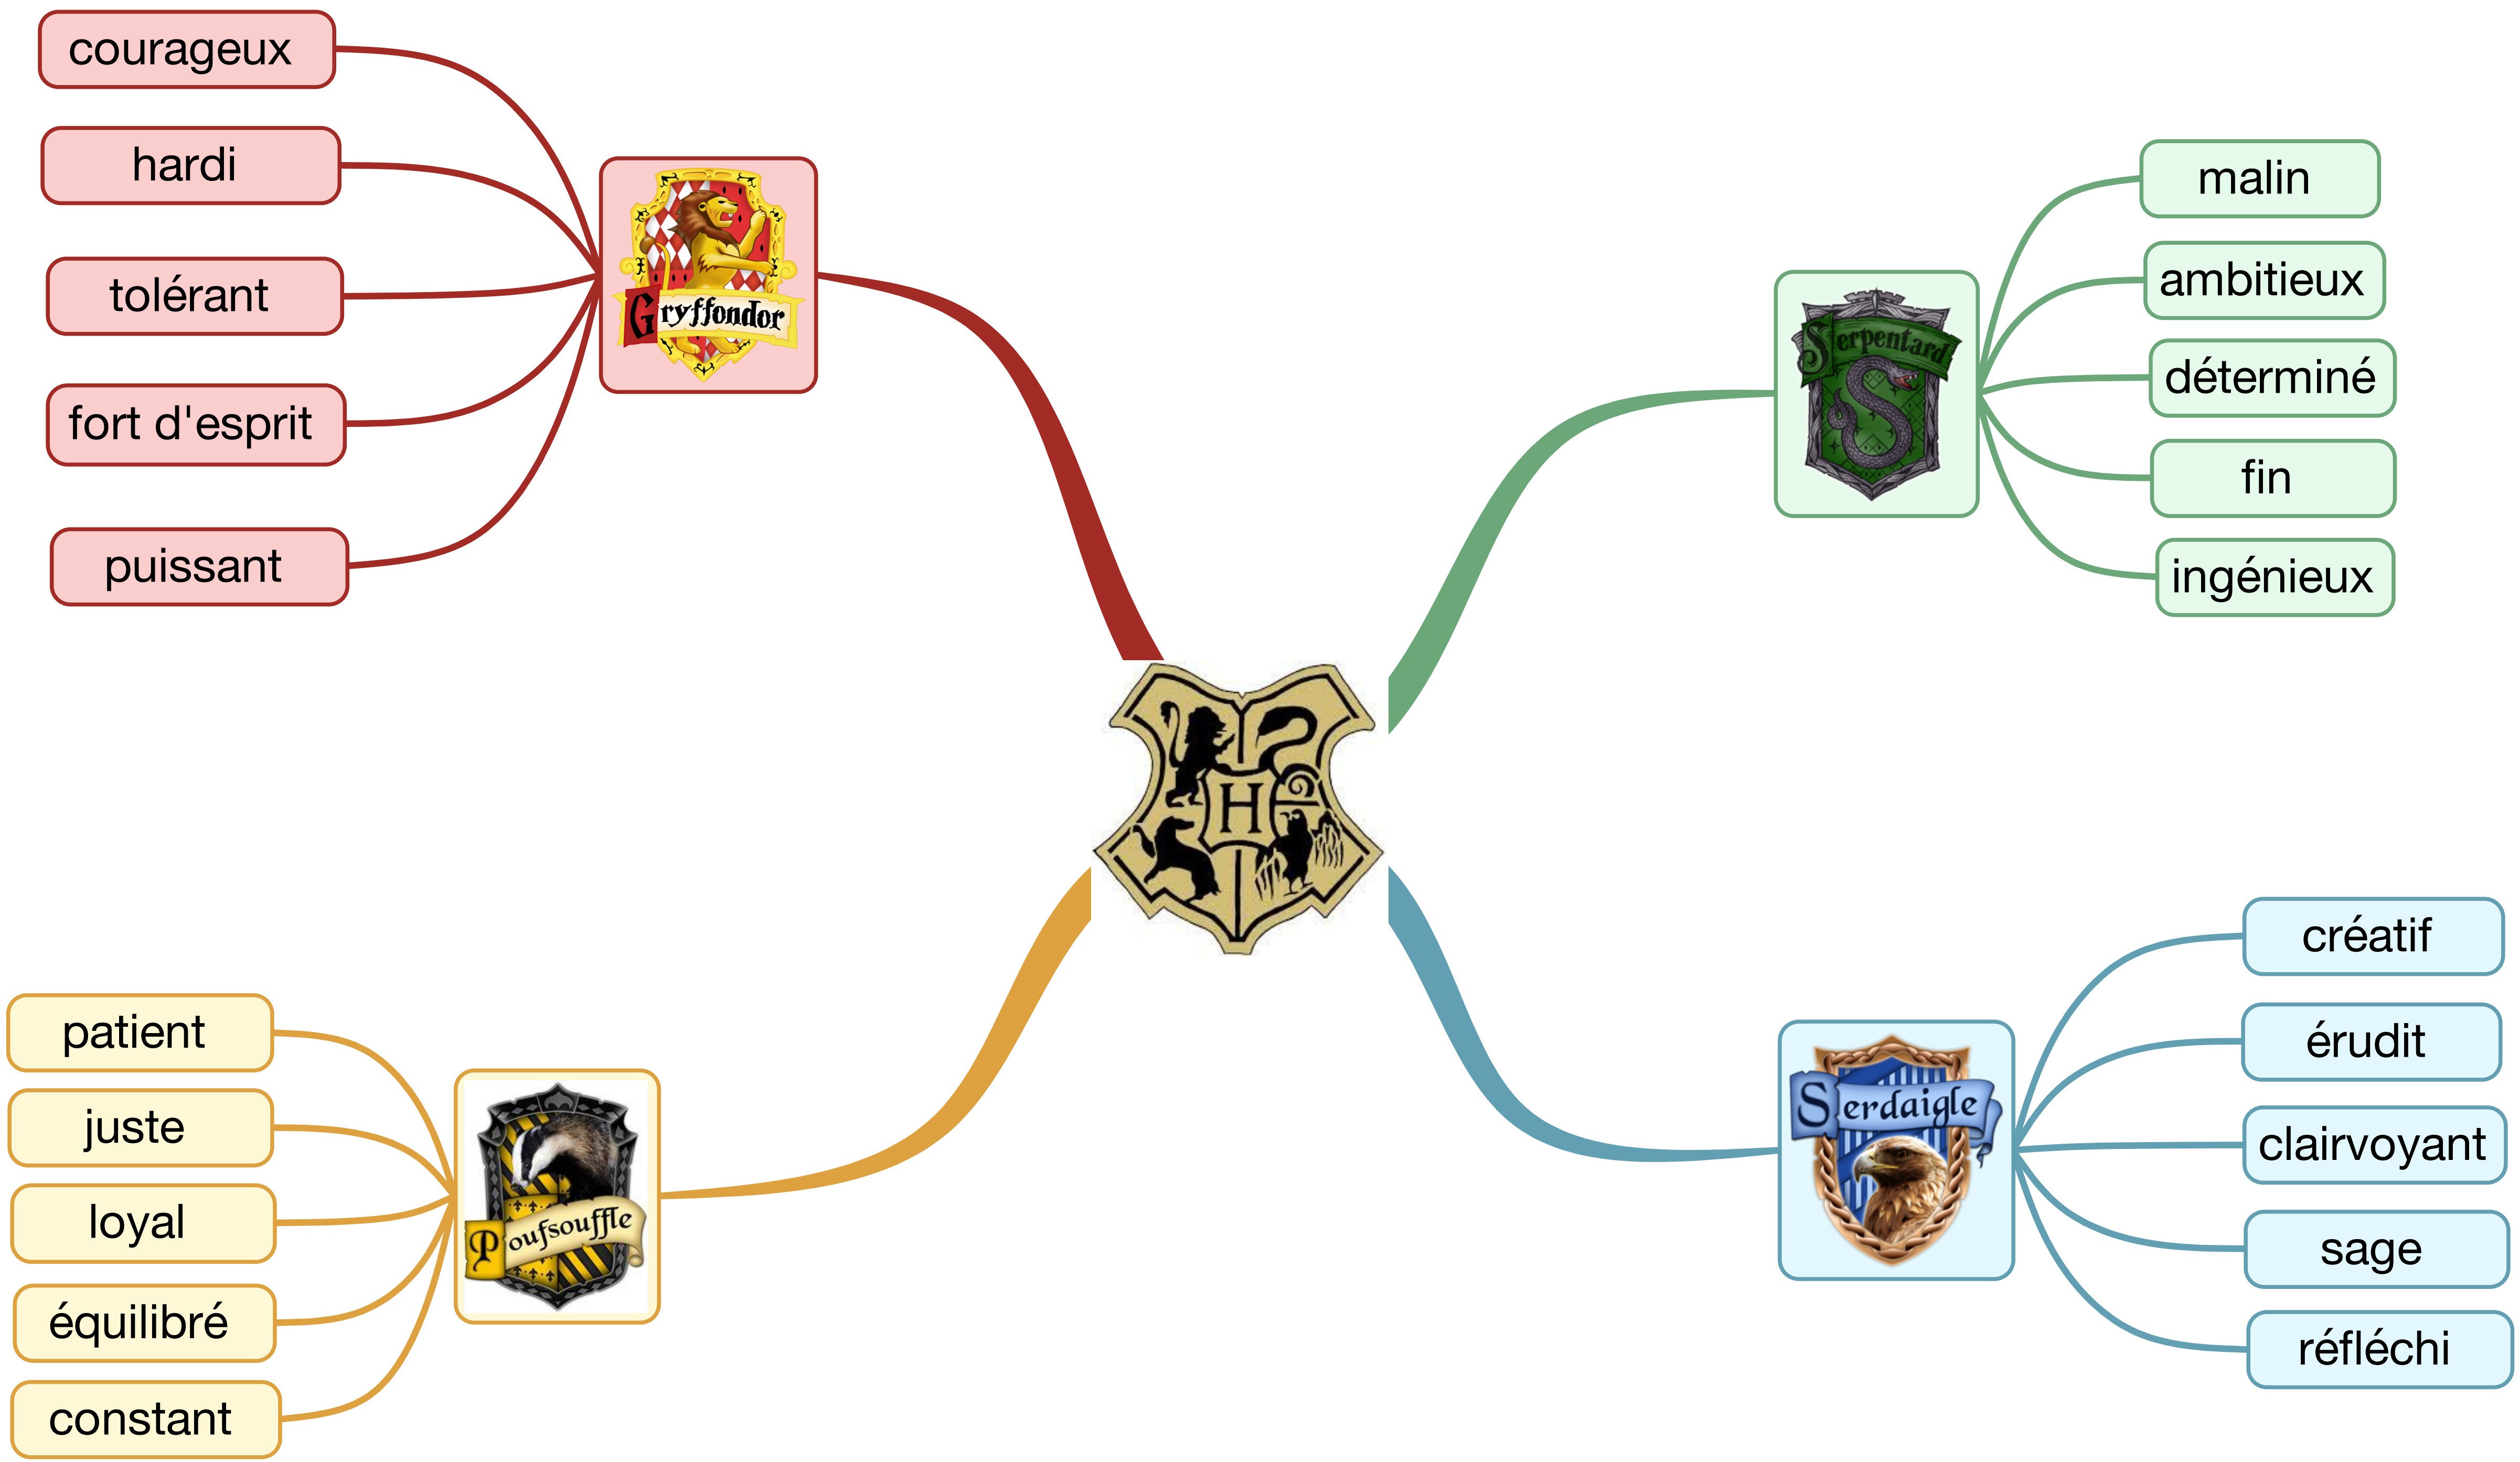 courageux
hardi
tolérant
fort d'esprit
puissant
Gryffondor
Serpentard
malin
ambitieux
déterminé
fin
ingénieux
H
patient
juste
loyal
équilibré
constant
Poufsouffle
Serdaigle
créatif
érudit
clairvoyant
sage
réfléchi